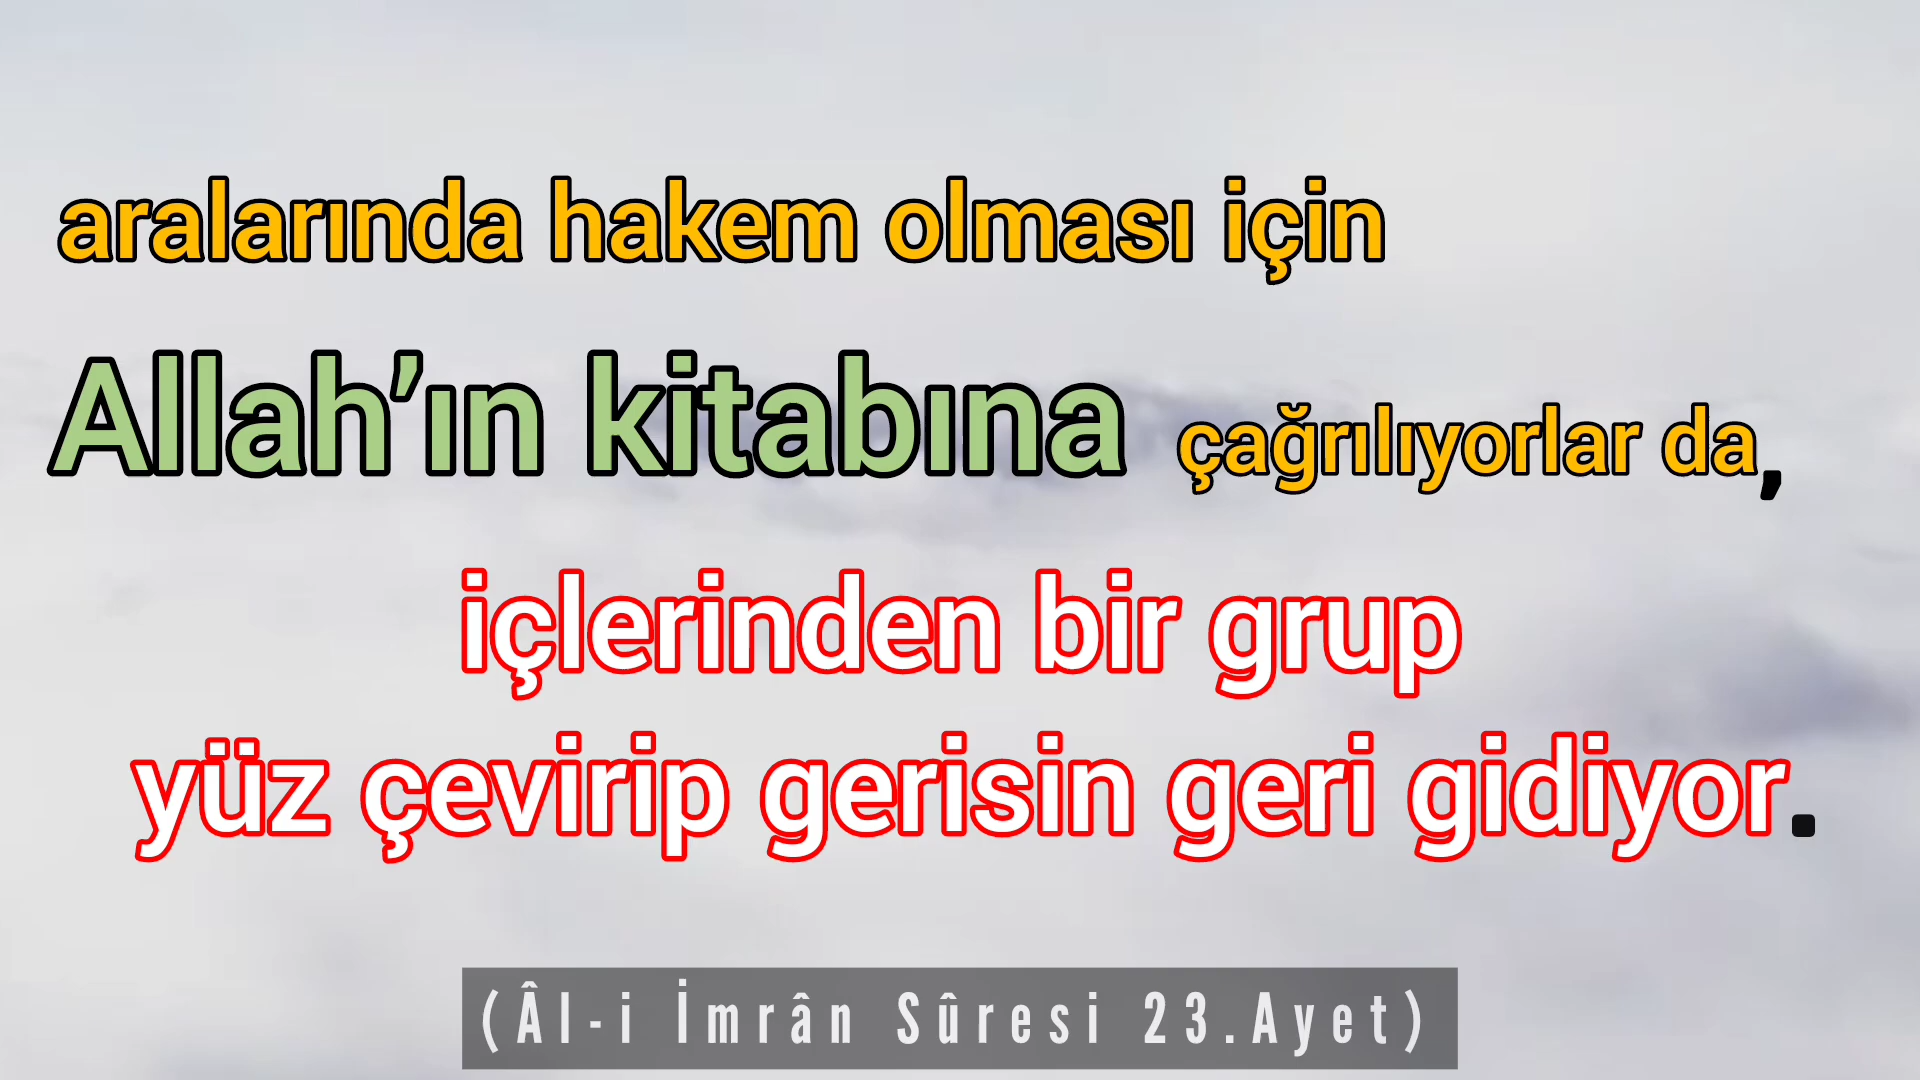 aralarında hakem olması için
Allah’ın kitabına çağrılıyorlar da,
içlerinden bir grup
yüz çevirip gerisin geri gidiyor.
(Âl-i İmrân Sûresi 23.Ayet)